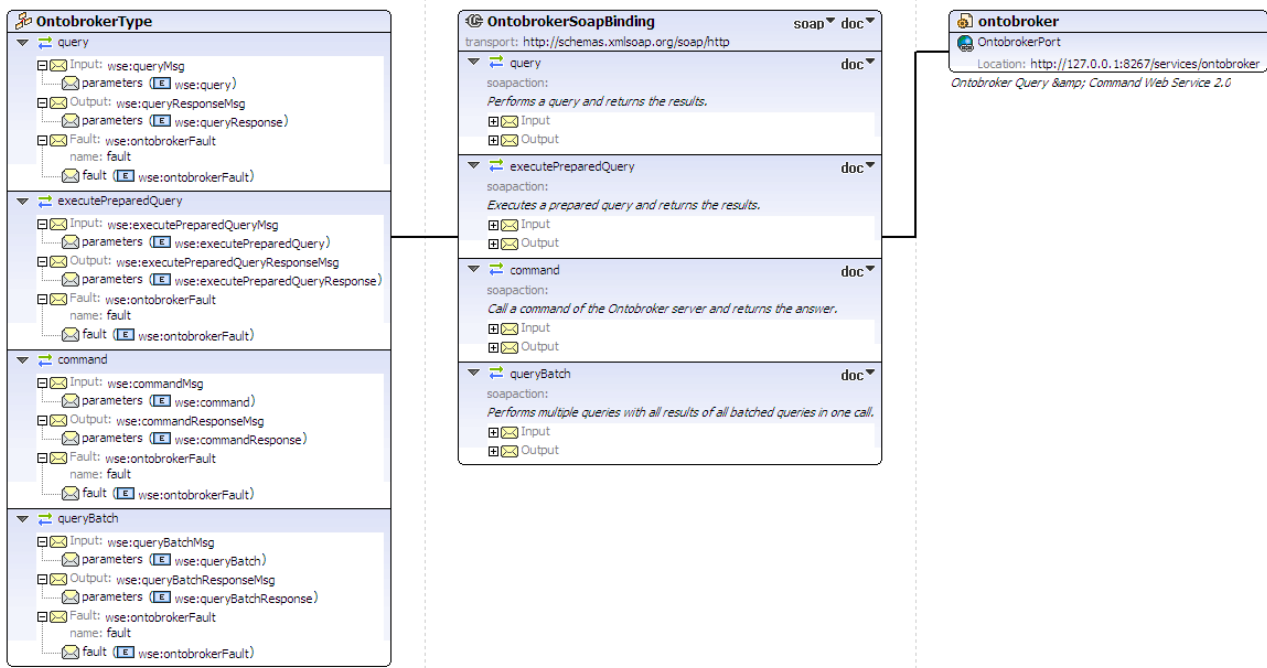 OntobrokerType
query
Input: wse:queryMsg
parameters (E wse:query)
Output: wse:queryResponseMsg
parameters (E wse:queryResponse)
Fault: wse:ontobrokerFault
name: fault
fault (E wse:ontobrokerFault)
executePreparedQuery
Input: wse:executePreparedQueryMsg
parameters (E wse:executePreparedQuery)
Output: wse:executePreparedQueryResponseMsg
parameters (E wse:executePreparedQueryResponse)
Fault: wse:ontobrokerFault
name: fault
fault (E wse:ontobrokerFault)
command
Input: wse:commandMsg
parameters (E wse:command)
Output: wse:commandResponseMsg
parameters (E wse:commandResponse)
Fault: wse:ontobrokerFault
name: fault
fault (E wse:ontobrokerFault)
queryBatch
Input: wse:queryBatchMsg
parameters (E wse:queryBatch)
Output: wse:queryBatchResponseMsg
parameters (E wse:queryBatchResponse)
Fault: wse:ontobrokerFault
name: fault
fault (E wse:ontobrokerFault)
OntobrokerSoapBinding soap doc
transport: http://schemas.xmlsoap.org/soap/http
query doc
soapaction:
Performs a query and returns the results.
Input
Output
executePreparedQuery doc
soapaction:
Executes a prepared query and returns the results.
Input
Output
command doc
soapaction:
Call a command of the Ontobroker server and returns the answer.
Input
Output
queryBatch doc
soapaction:
Performs multiple queries with all results of all batched queries in one call.
Input
Output
ontobroker
OntobrokerPort
Location: http://127.0.0.1:8267/services/ontobroker
Ontobroker Query &amp; Command Web Service 2.0